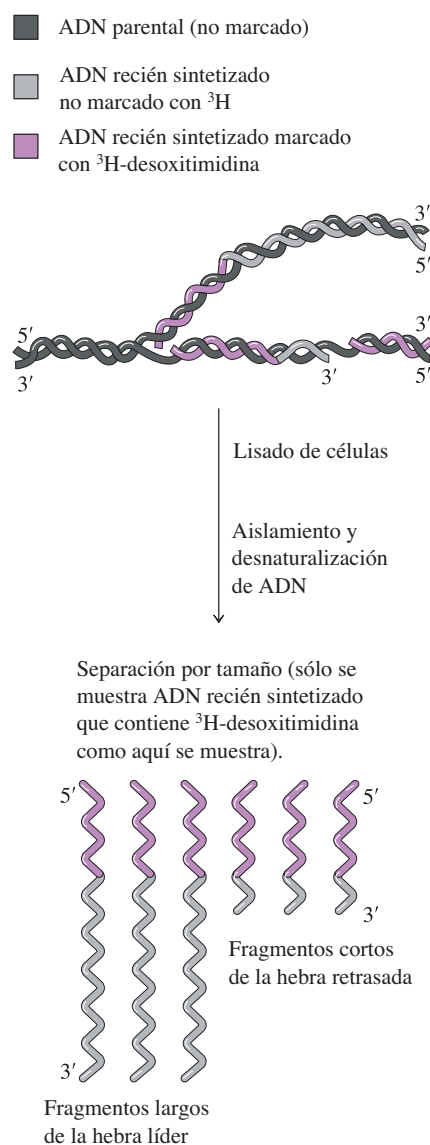 ADN parental (no marcado)
ADN recién sintetizado
no marcado con ³H
ADN recién sintetizado marcado
con ³H-desoxitimidina
3′
5′
5′
3′
3′
3′
5′
Lisado de células
Aislamiento y
desnaturalización
de ADN
Separación por tamaño (sólo se
muestra ADN recién sintetizado
que contiene ³H-desoxitimidina
como aquí se muestra).
5′
5′
3′
Fragmentos cortos
de la hebra retrasada
3′
Fragmentos largos
de la hebra líder